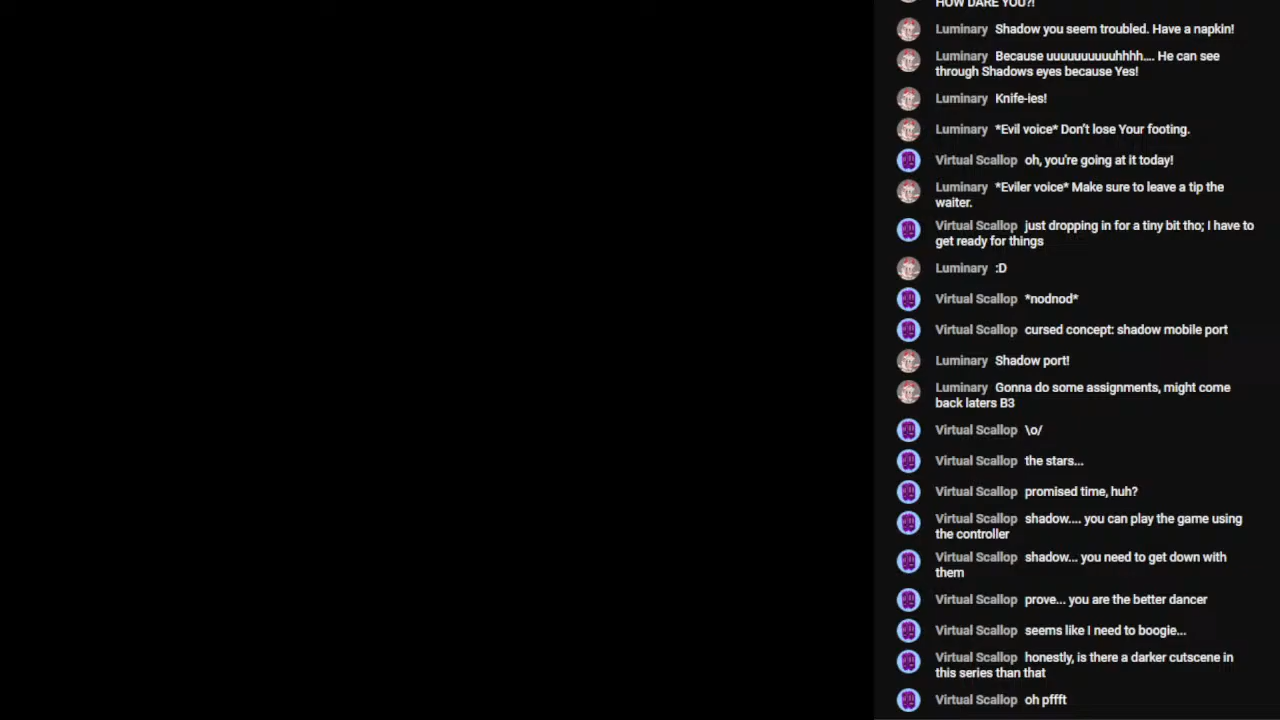 HOW DARE YOU?!
Luminary Shadow you seem troubled. Have a napkin!
Luminary Because uuuuuuuuuuhhhh.... He can see
through Shadows eyes because Yes!
Luminary Knife-ies!
Luminary *Evil voice* Don't lose Your footing.
Virtual Scallop oh, you're going at it today!
Luminary *Eviler voice* Make sure to leave a tip the
waiter.
Virtual Scallop just dropping in for a tiny bit tho; I have to
get ready for things
Luminary :D
Virtual Scallop *nodnod*
Virtual Scallop cursed concept: shadow mobile port
Luminary Shadow port!
Luminary Gonna do some assignments, might come
back laters B3
Virtual Scallop \o/
Virtual Scallop the stars...
Virtual Scallop promised time, huh?
Virtual Scallop shadow.... you can play the game using
the controller
Virtual Scallop shadow... you need to get down with
them
Virtual Scallop prove... you are the better dancer
Virtual Scallop seems like I need to boogie...
Virtual Scallop honestly, is there a darker cutscene in
this series than that
Virtual Scallop oh pffft